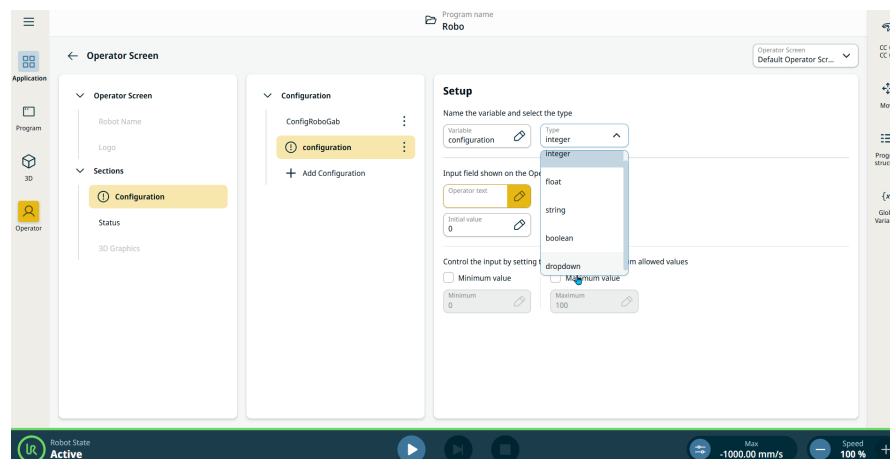 Program name
Robo
Operator Screen
Operator Screen
Default Operator Scr...
Application
Program
3D
Operator
Operator Screen
Robot Name
Logo
Sections
Configuration
Status
3D Graphics
Configuration
ConfigRoboGab
configuration
Add Configuration
Setup
Name the variable and select the type
Variable
configuration
Type
integer
integer
float
string
boolean
dropdown
Input field shown on the Ope
Operator text
Initial value
0
Control the input by setting t
m allowed values
Minimum value
Maximum value
Minimum
0
Maximum
100
Robot State
Active
Max
-1000.00 mm/s
Speed
100 %